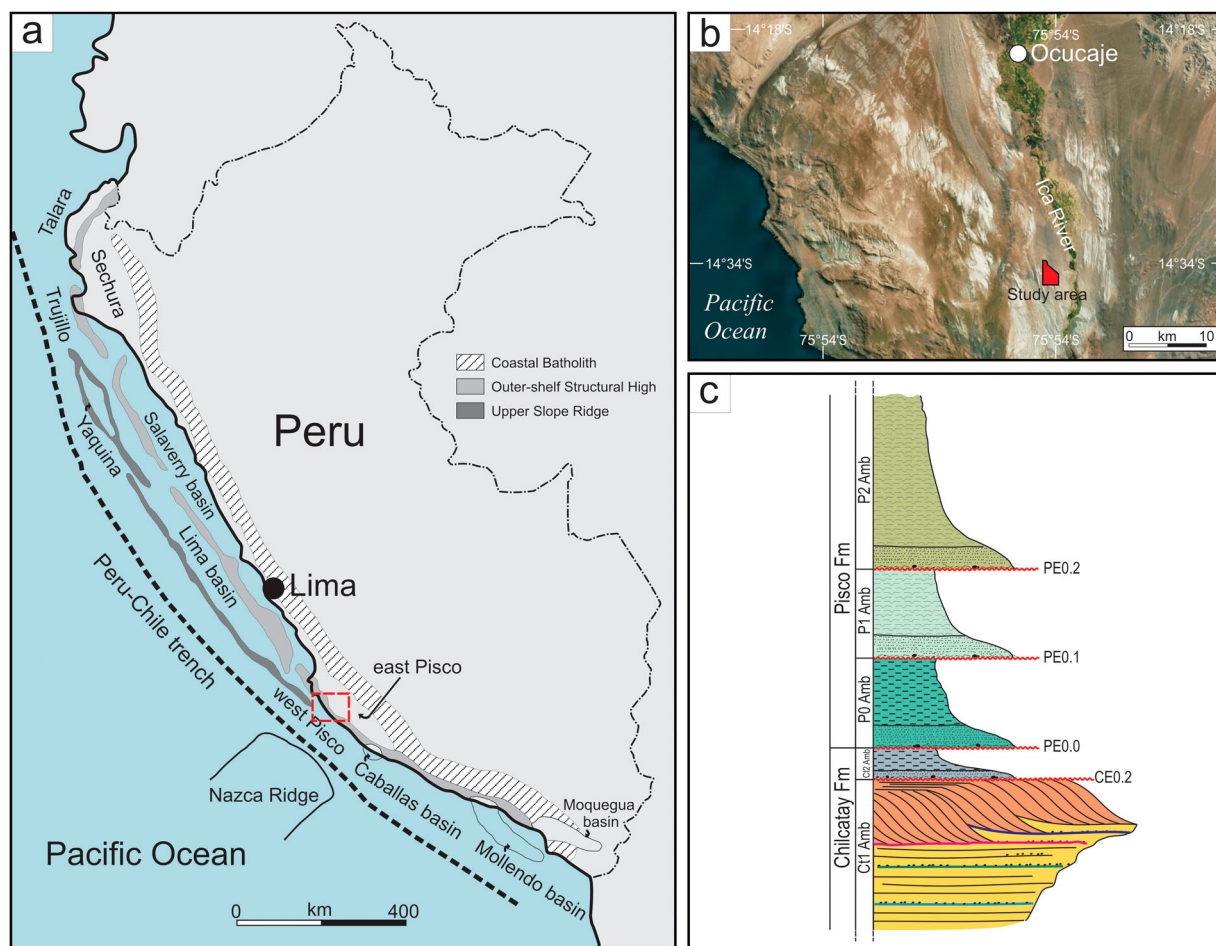 a
Talara
Sechura
Trujillo
Yaquina
Salaverry basin
Lima basin
Peru-Chile trench
Peru
Coastal Batholith
Outer-shelf Structural High
Upper Slope Ridge
Lima
east Pisco
west Pisco
Caballas basin
Nazca Ridge
Moquegua
basin
Mollendo basin
Pacific Ocean
0 km 400
b
14°18'S
75°54'S
14°18'S
Ocucaje
Ica River
14°34'S
14°34'S
Study area
Pacific
Ocean
75°54'S
75°54'S
0 km 10
c
Pisco Fm
P2 Amb
PE0.2
P1 Amb
PE0.1
P0 Amb
PE0.0
Chilcatay Fm
Ct2 Amb
CE0.2
Ct1 Amb